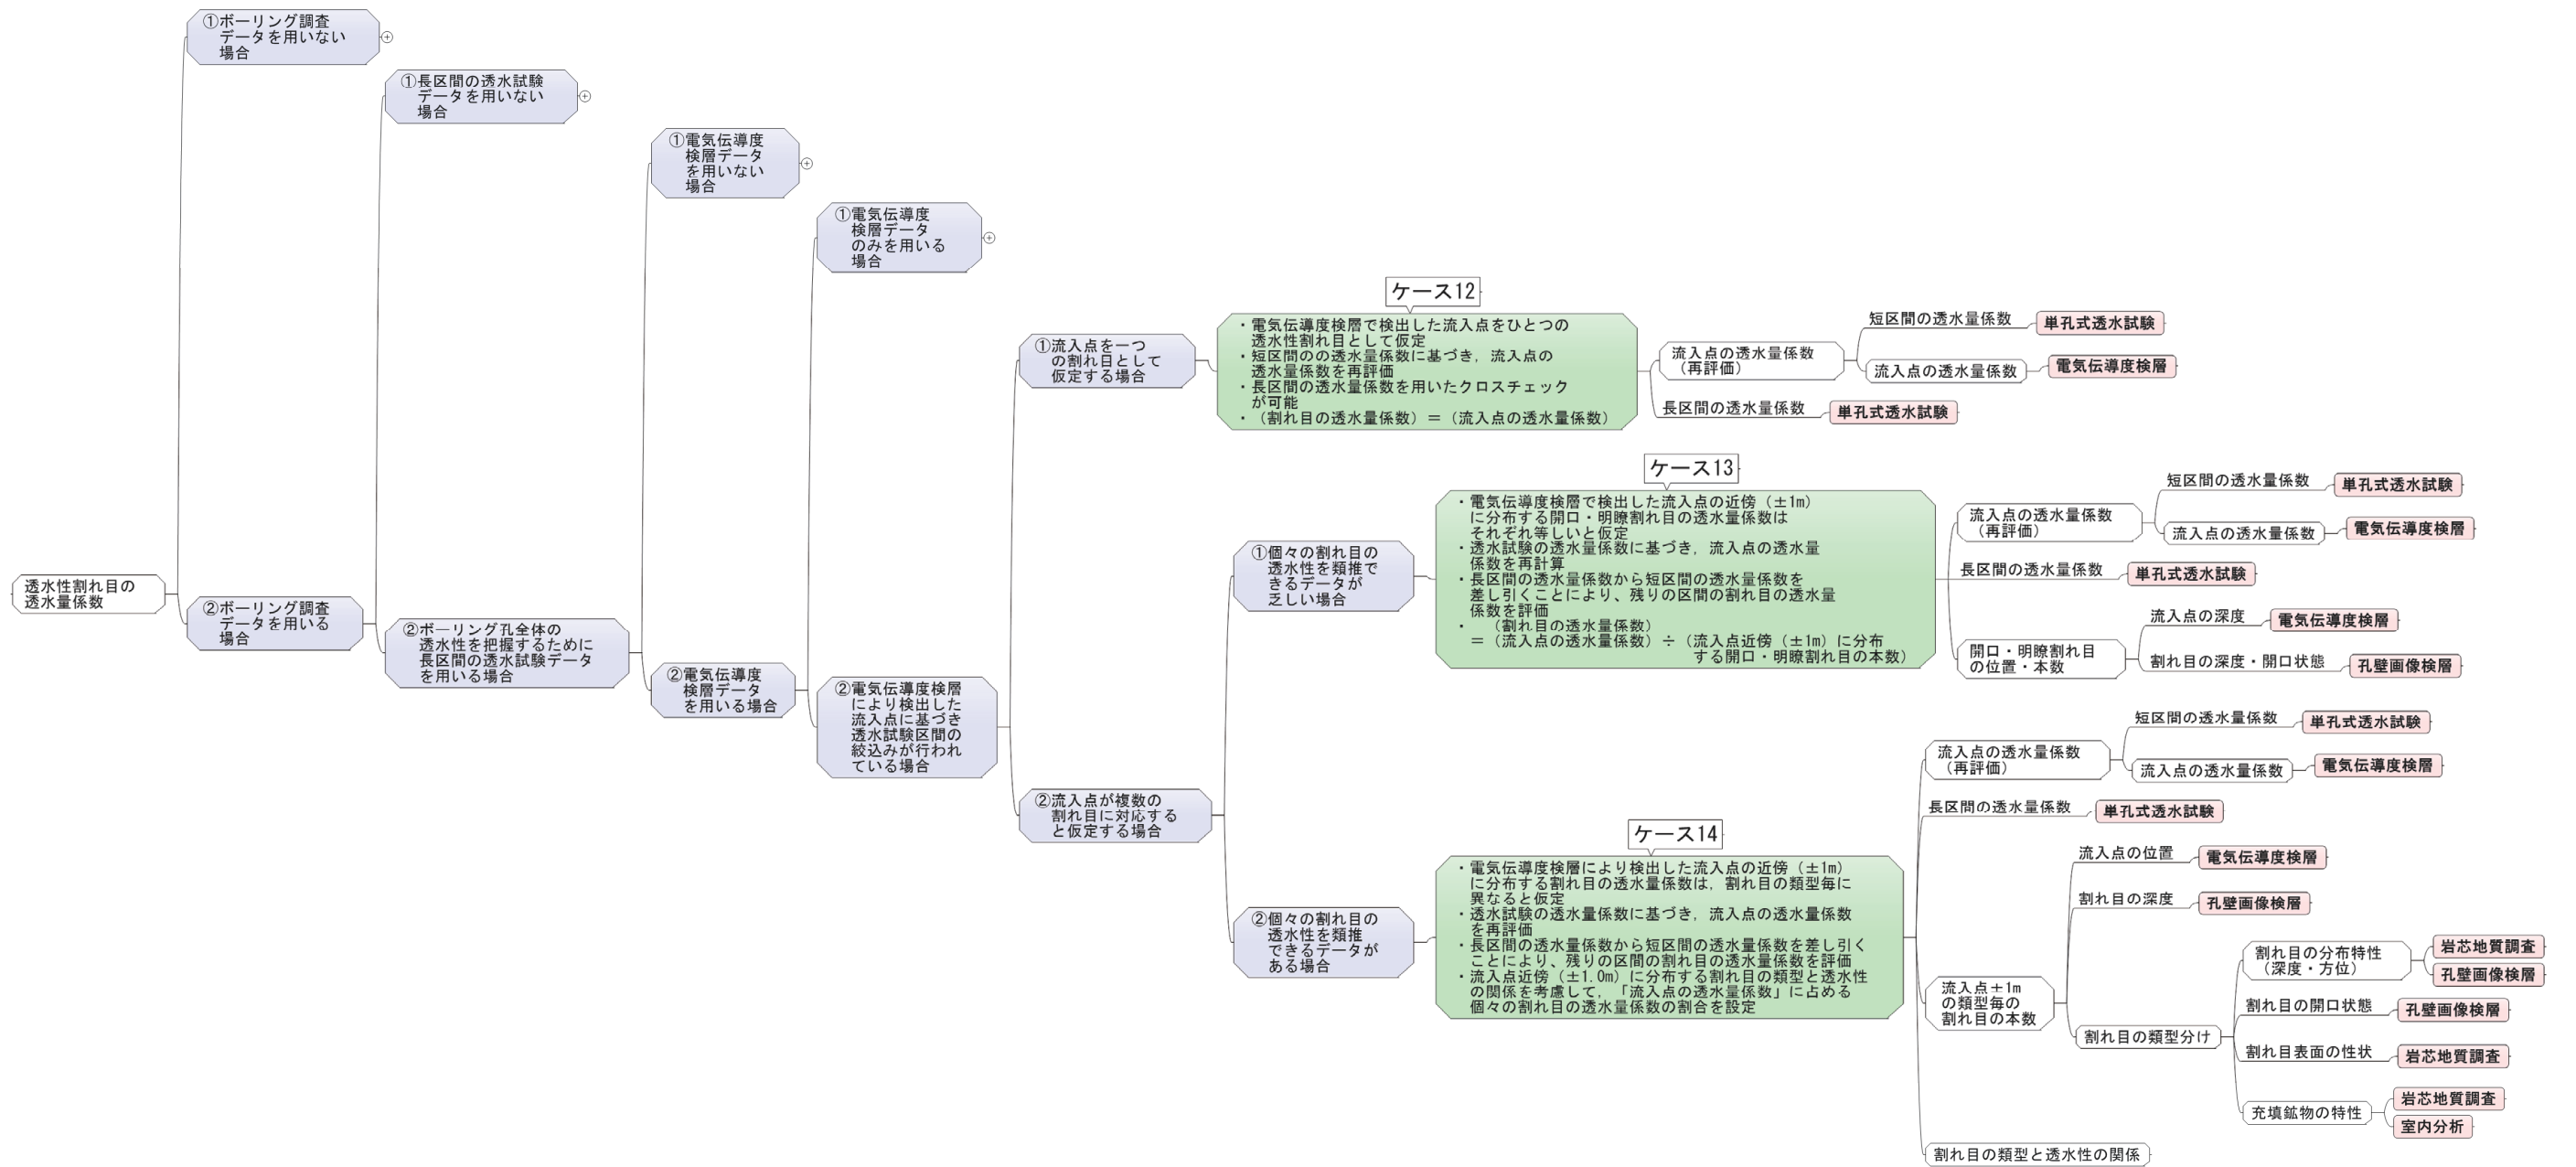 ①ボーリング調査
データを用いない
場合
①長区間の透水試験
データを用いない
場合
①電気伝導度
検層データ
を用いない
場合
①電気伝導度
検層データ
のみを用いる
場合
透水性割れ目の
透水量係数
②ボーリング調査
データを用いる
場合
②ボーリング孔全体の
透水性を把握するために
長区間の透水試験データ
を用いる場合
②電気伝導度
検層データ
を用いる場合
②電気伝導度検層
により検出した
流入点に基づき
透水試験区間の
絞込みが行われ
ている場合
①流入点を一つ
の割れ目として
仮定する場合
ケース12
・電気伝導度検層で検出した流入点をひとつの
透水性割れ目として仮定
・短区間のの透水量係数に基づき，流入点の
透水量係数を再評価
・長区間の透水量係数を用いたクロスチェック
が可能
・（割れ目の透水量係数）＝（流入点の透水量係数）
流入点の透水量係数
（再評価）
短区間の透水量係数
単孔式透水試験
流入点の透水量係数
電気伝導度検層
長区間の透水量係数
単孔式透水試験
②流入点が複数の
割れ目に対応する
と仮定する場合
①個々の割れ目の
透水性を類推で
きるデータが
乏しい場合
ケース13
・電気伝導度検層で検出した流入点の近傍（±1m）
に分布する開口・明瞭割れ目の透水量係数は
それぞれ等しいと仮定
・透水試験の透水量係数に基づき，流入点の透水量
係数を再計算
・長区間の透水量係数から短区間の透水量係数を
差し引くことにより、残りの区間の割れ目の透水量
係数を評価
・（割れ目の透水量係数）
＝（流入点の透水量係数）÷（流入点近傍（±1m）に分布
する開口・明瞭割れ目の本数）
流入点の透水量係数
（再評価）
短区間の透水量係数
単孔式透水試験
流入点の透水量係数
電気伝導度検層
長区間の透水量係数
単孔式透水試験
開口・明瞭割れ目
の位置・本数
流入点の深度
電気伝導度検層
割れ目の深度・開口状態
孔壁画像検層
②個々の割れ目の
透水性を類推
できるデータが
ある場合
ケース14
・電気伝導度検層により検出した流入点の近傍（±1m）
に分布する割れ目の透水量係数は，割れ目の類型毎に
異なると仮定
・透水試験の透水量係数に基づき，流入点の透水量係数
を再評価
・長区間の透水量係数から短区間の透水量係数を差し引く
ことにより、残りの区間の割れ目の透水量係数を評価
・流入点近傍（±1.0m）に分布する割れ目の類型と透水性
の関係を考慮して，「流入点の透水量係数」に占める
個々の割れ目の透水量係数の割合を設定
流入点の透水量係数
（再評価）
短区間の透水量係数
単孔式透水試験
流入点の透水量係数
電気伝導度検層
長区間の透水量係数
単孔式透水試験
流入点±1m
の類型毎の
割れ目の本数
流入点の位置
電気伝導度検層
割れ目の深度
孔壁画像検層
割れ目の類型分け
割れ目の分布特性
（深度・方位）
岩芯地質調査
孔壁画像検層
割れ目の開口状態
孔壁画像検層
割れ目表面の性状
岩芯地質調査
充填鉱物の特性
岩芯地質調査
室内分析
割れ目の類型と透水性の関係